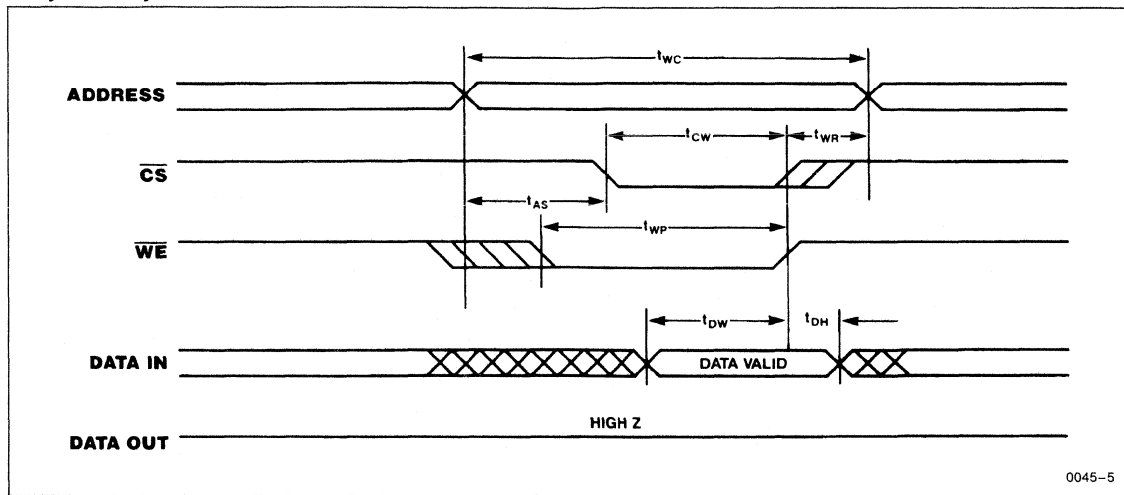 tWC
ADDRESS
tCW
tWR
CS
tAS
tWP
WE
tDW
tDH
DATA IN
DATA VALID
HIGH Z
DATA OUT
0045-5